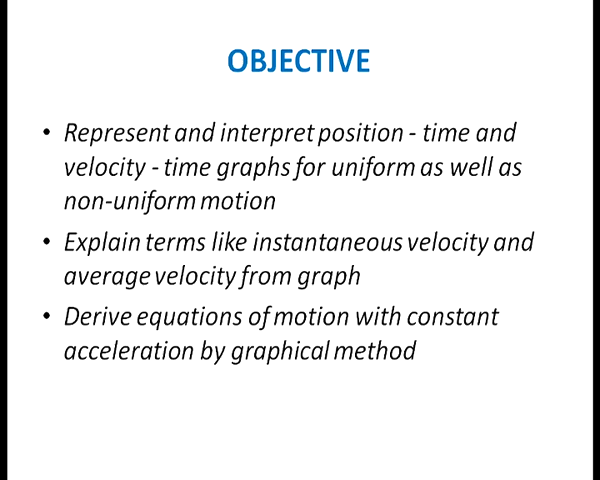 OBJECTIVE
• Represent and interpret position - time and
velocity - time graphs for uniform as well as
non-uniform motion
• Explain terms like instantaneous velocity and
average velocity from graph
• Derive equations of motion with constant
acceleration by graphical method